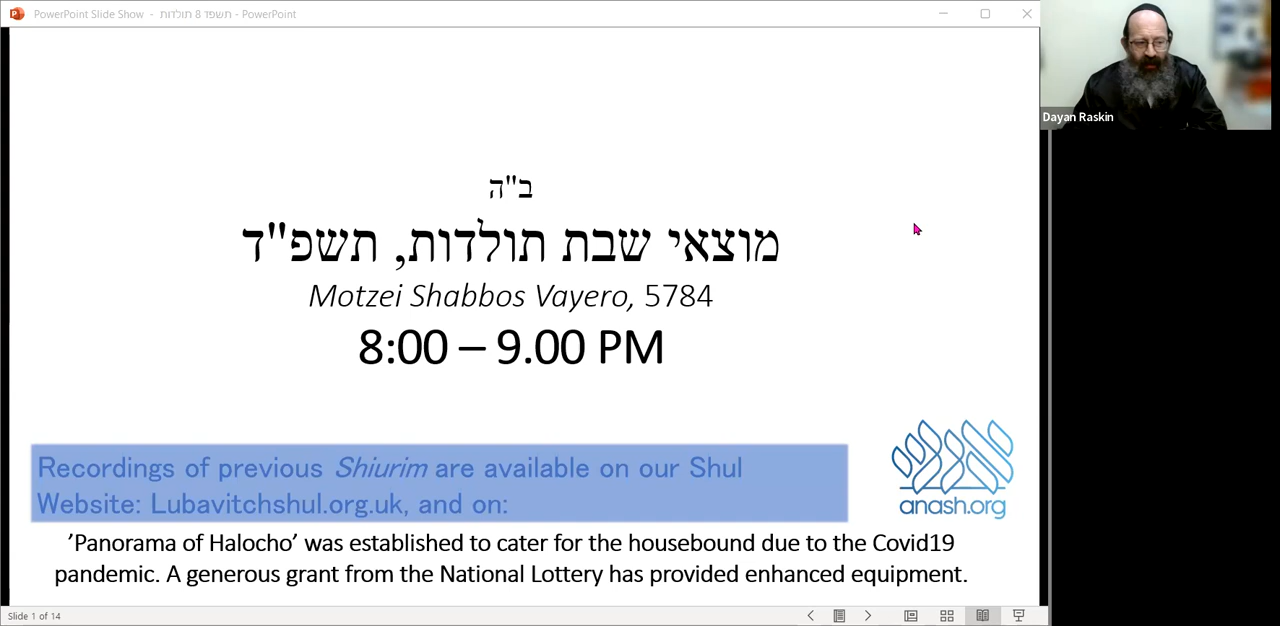 PowerPoint Slide Show - תשפד 8 תולדות - PowerPoint
Dayan Raskin
ב"ה
מוצאי שבת תולדות, תשפ"ד
Motzei Shabbos Vayero, 5784
8:00 – 9.00 PM
Recordings of previous Shiurim are available on our Shul
Website: Lubavitchshul.org.uk, and on:
אנש
anash.org
’Panorama of Halocho’ was established to cater for the housebound due to the Covid19
pandemic. A generous grant from the National Lottery has provided enhanced equipment.
Slide 1 of 14